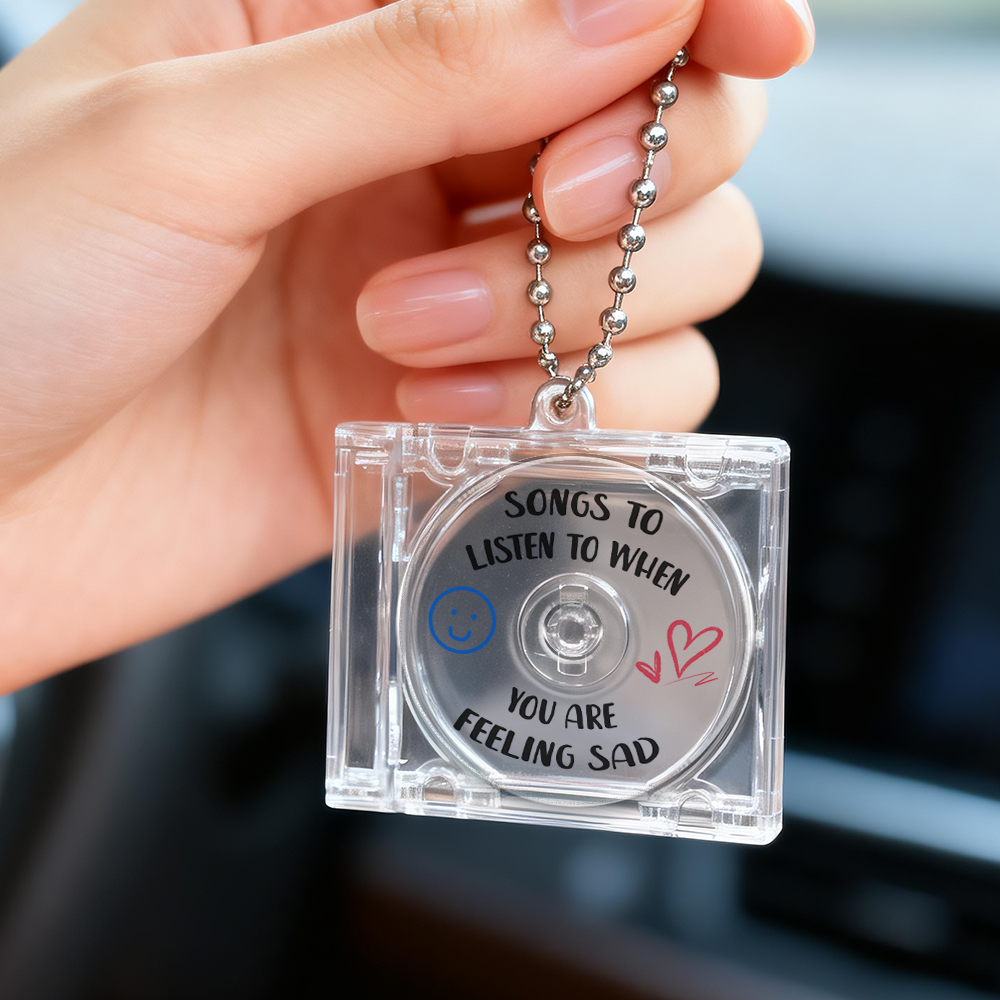 SONGS TO
LISTEN TO WHEN
YOU ARE
FEELING SAD